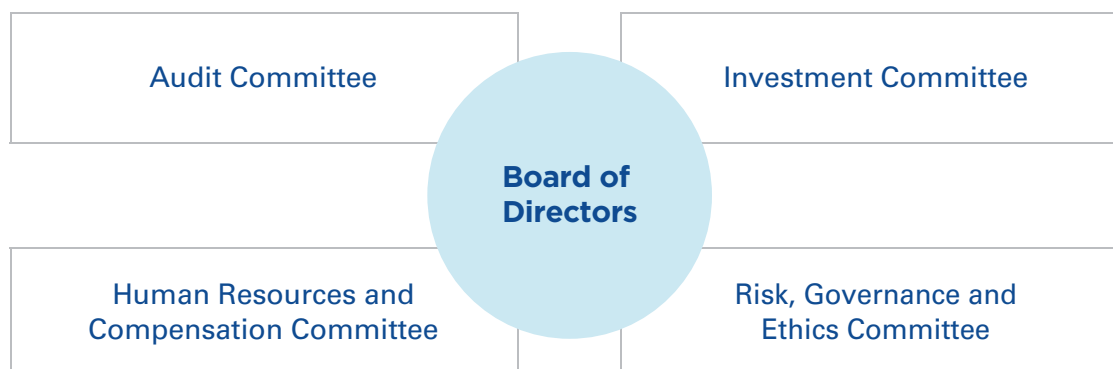 Audit Committee
Investment Committee
Board of
Directors
Human Resources and
Compensation Committee
Risk, Governance and
Ethics Committee